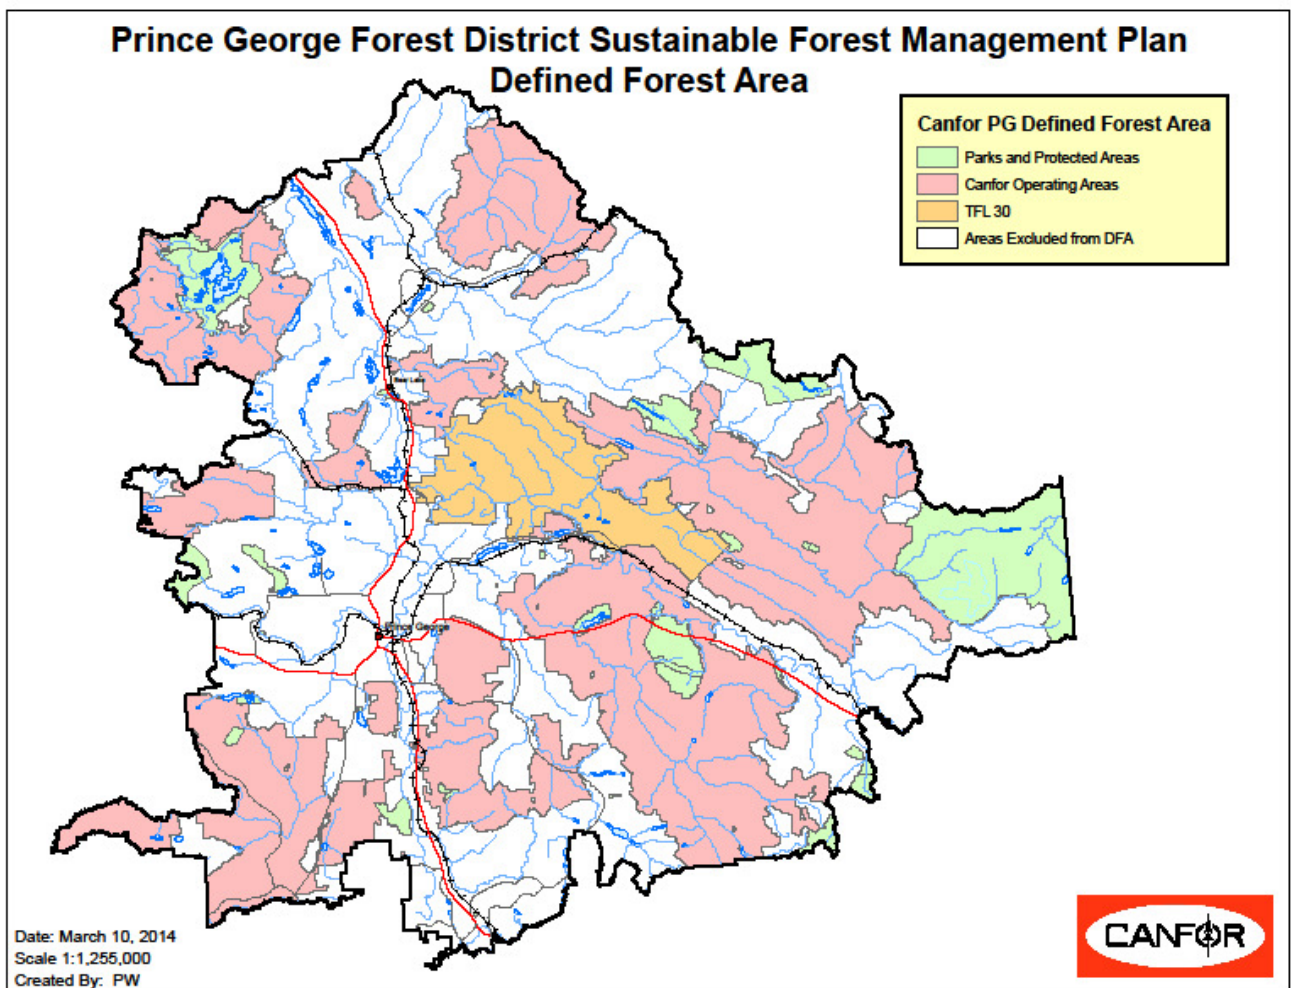 Prince George Forest District Sustainable Forest Management Plan
Defined Forest Area
Canfor PG Defined Forest Area
Parks and Protected Areas
Canfor Operating Areas
TFL 30
Areas Excluded from DFA
Bear Lake
Prince George
Date: March 10, 2014
Scale 1:1,255,000
Created By: PW
CANFOR